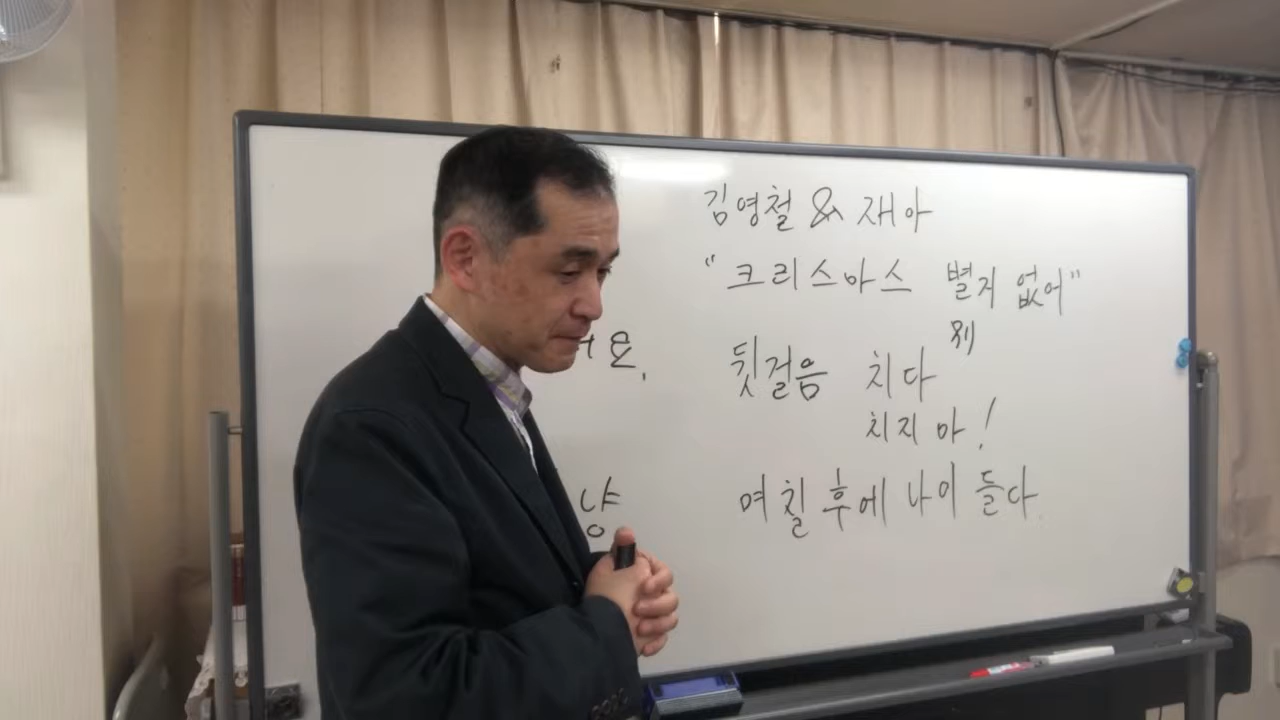 김영철 & 재아
"크리스마스 별거 없어"
뒷걸음 치다
치지 마!
냥
며칠 후에 나이 들다.